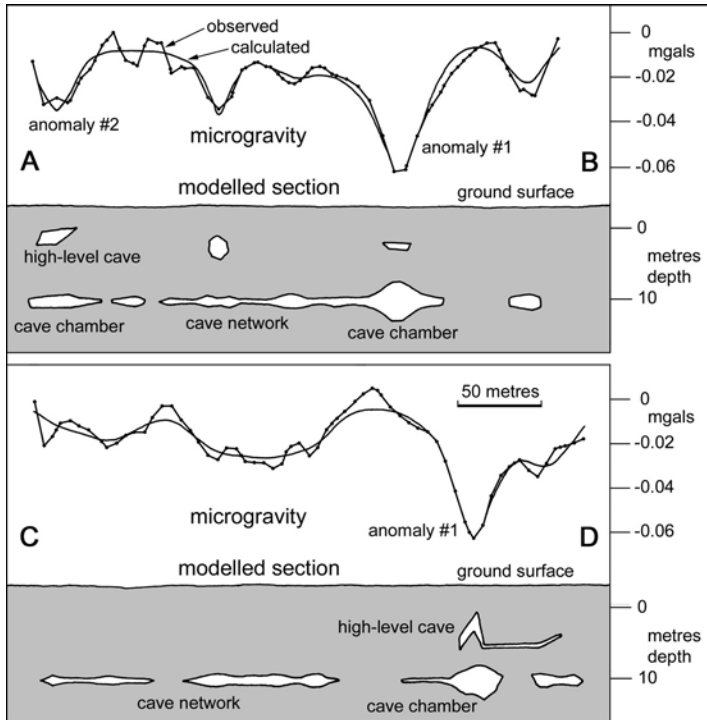 observed
calculated
0
mgals
-0.02
-0.04
-0.06
anomaly #2
microgravity
anomaly #1
A
B
modelled section
ground surface
high-level cave
0
metres
depth
10
cave chamber
cave network
cave chamber
50 metres
0
mgals
-0.02
-0.04
-0.06
C
microgravity
anomaly #1
D
modelled section
ground surface
high-level cave
0
metres
depth
10
cave network
cave chamber